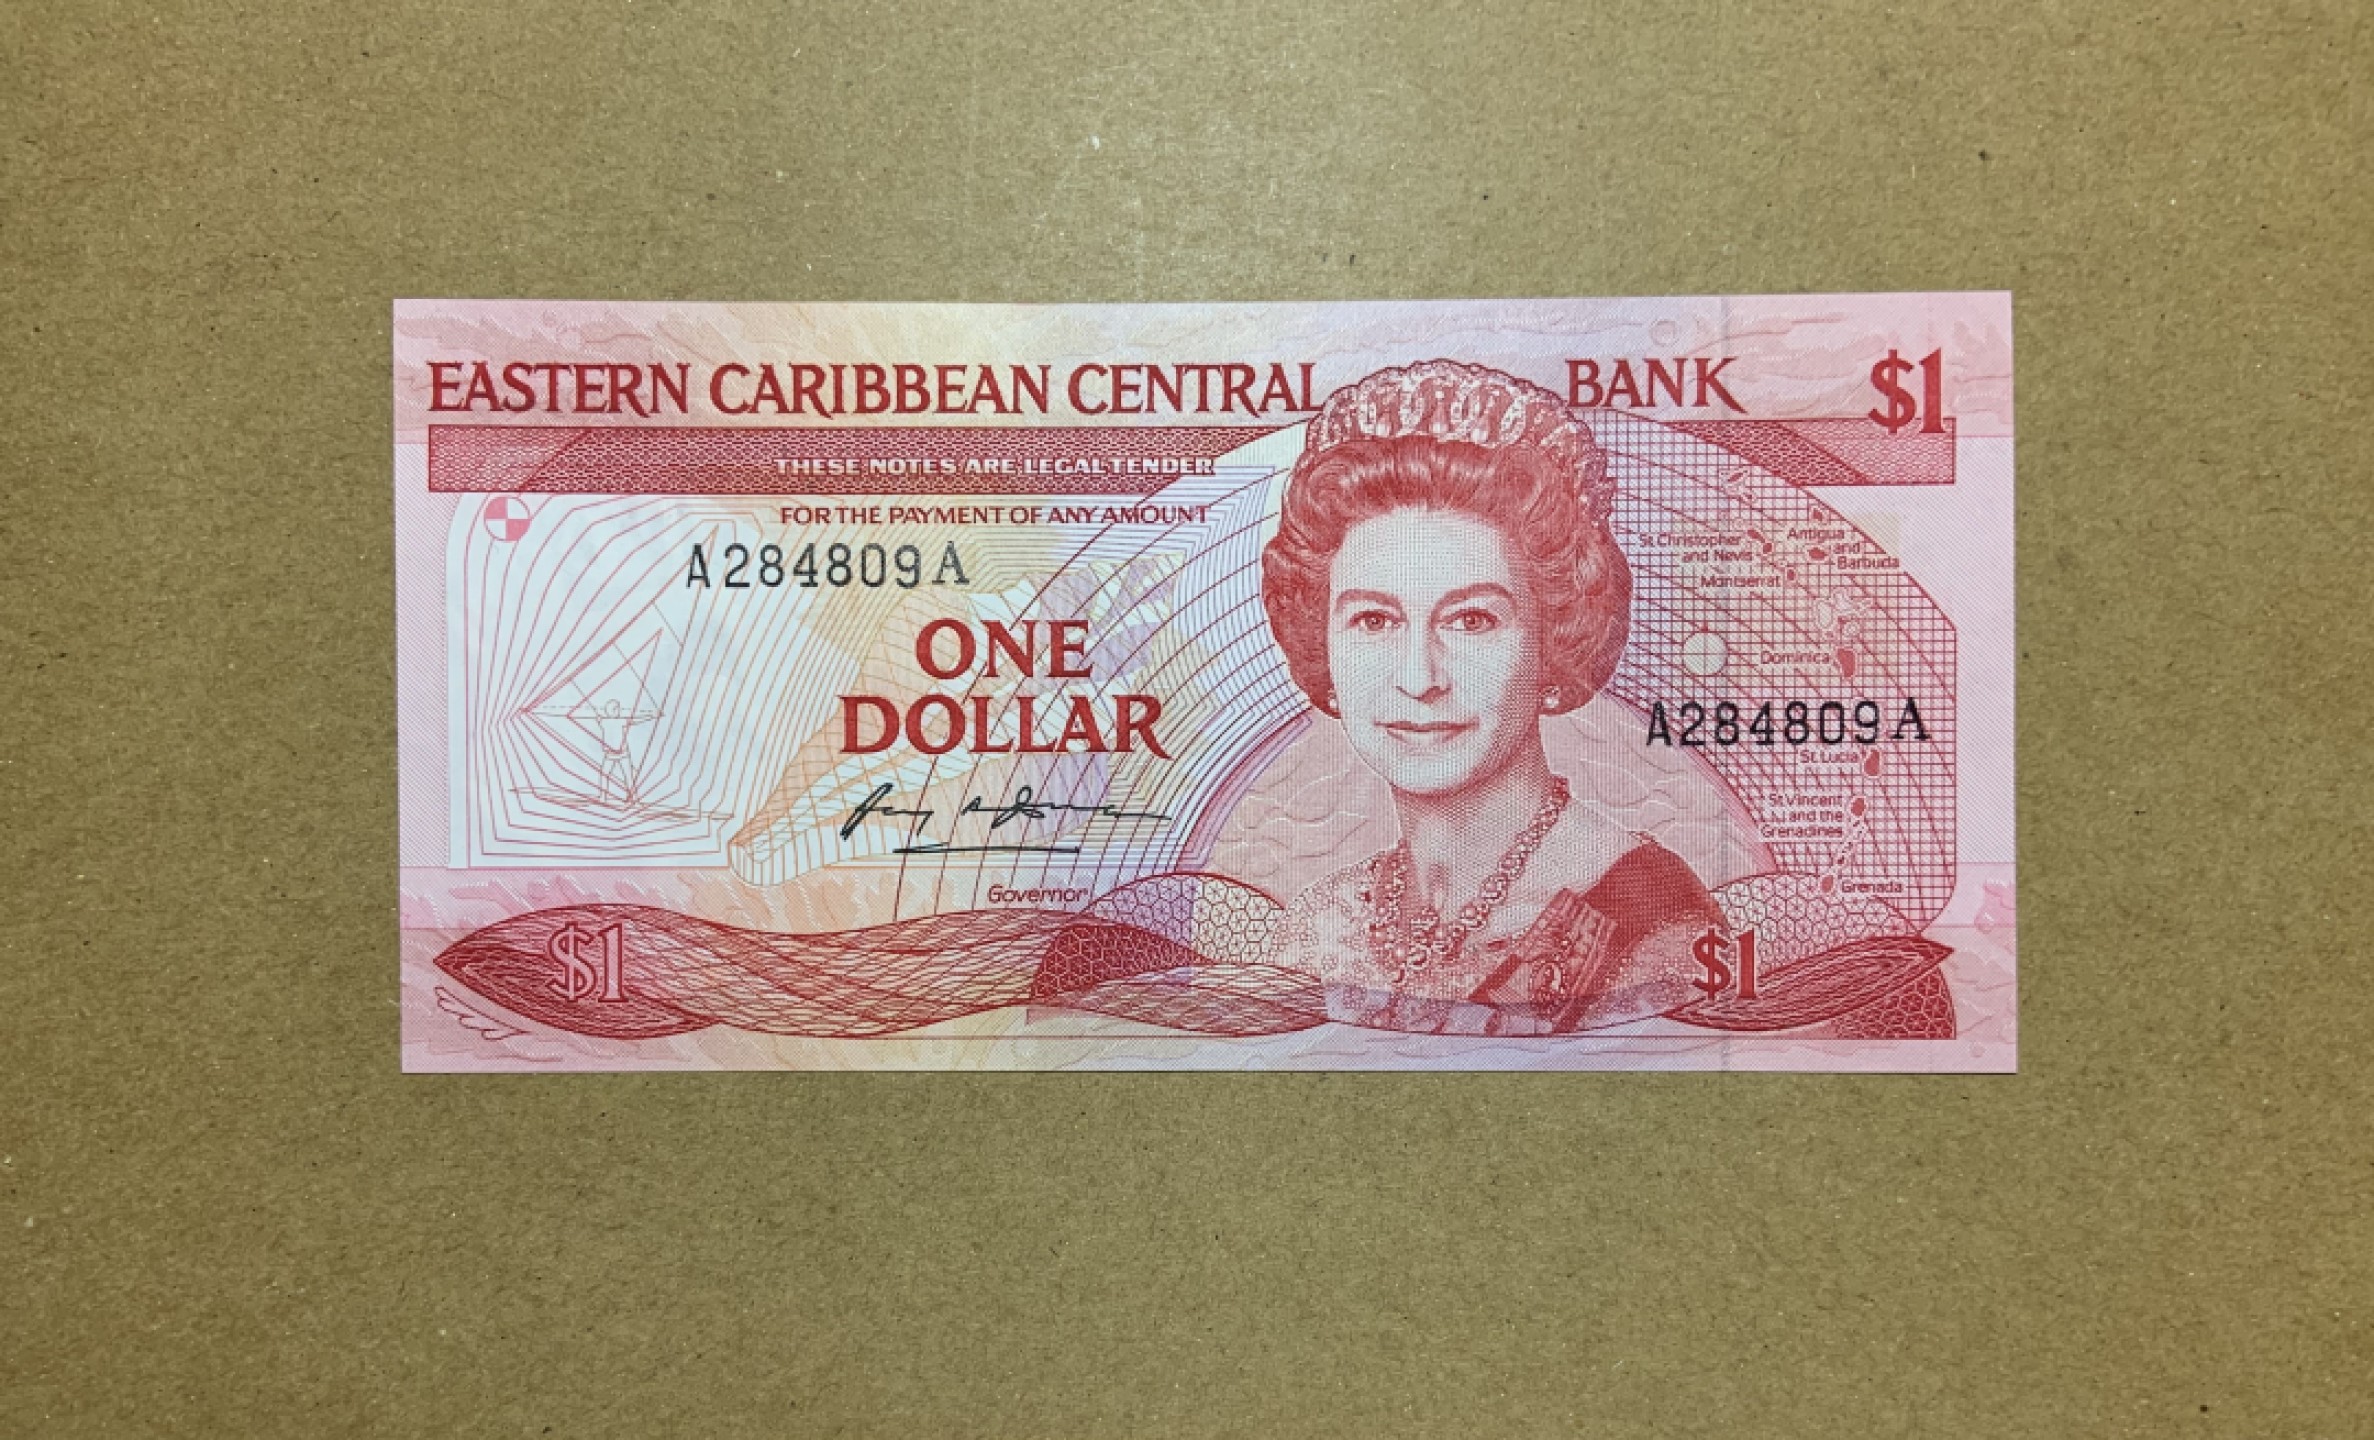 EASTERN CARIBBEAN CENTRAL BANK $1
THESE NOTES ARE LEGAL TENDER
FOR THE PAYMENT OF ANY AMOUNT
A284809A
ONE
DOLLAR
Governor
$1
St Christopher
and Nevis
Antigua
and
Barbuda
Montserrat
Dominica
A284809A
St Lucia
St Vincent
and the
Grenadines
Grenada
$1